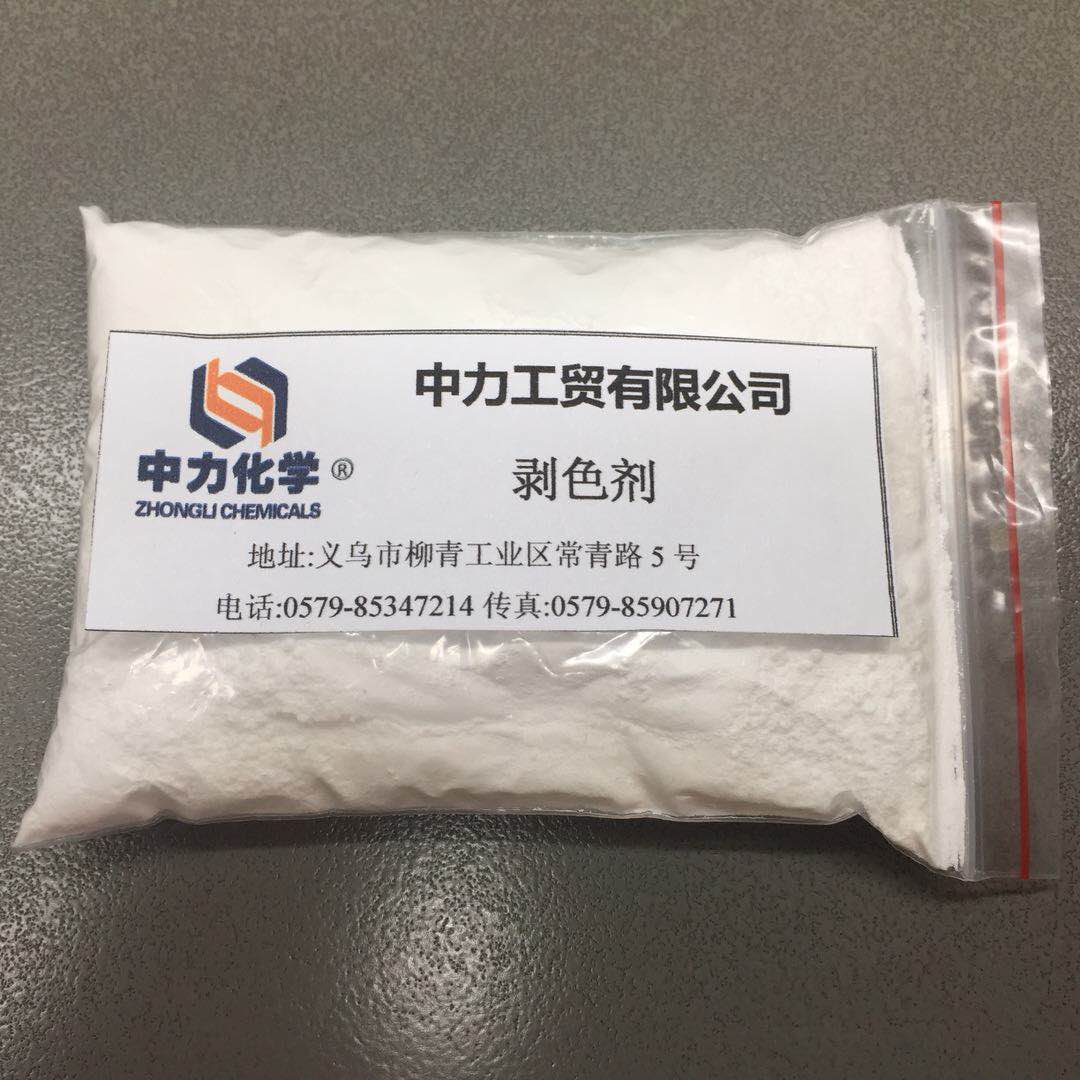 中力工贸有限公司
中力化学®
ZHONGLI CHEMICALS
剥色剂
地址:义乌市柳青工业区常青路 5 号
电话:0579-85347214 传真:0579-85907271